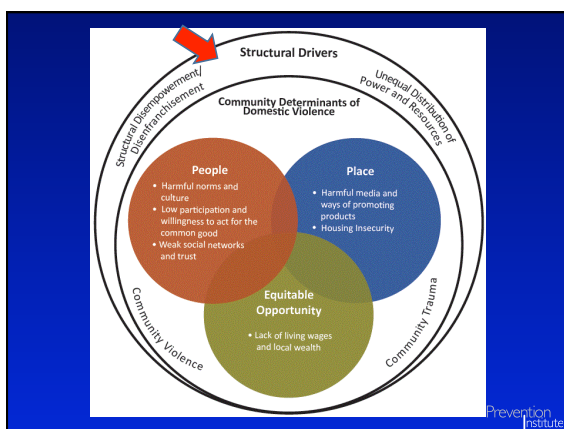 Structural Drivers
Structural Disempowerment/
Disenfranchisement
Unequal Distribution of
Power and Resources
Community Determinants of
Domestic Violence
People
• Harmful norms and
culture
• Low participation and
willingness to act for the
common good
• Weak social networks
and trust
Place
• Harmful media and
ways of promoting
products
• Housing Insecurity
Equitable
Opportunity
• Lack of living wages
and local wealth
Community Violence
Community Trauma
Prevention
Institute